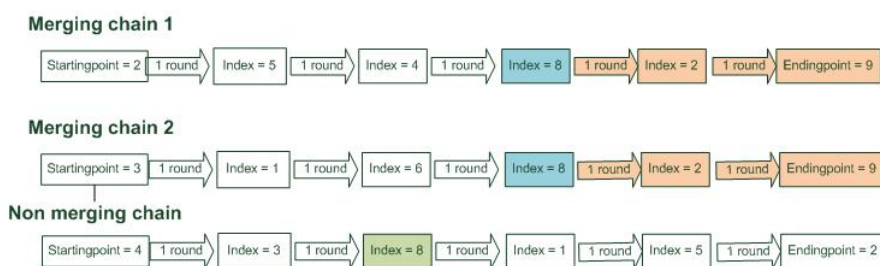 Merging chain 1
Startingpoint = 2 1 round Index = 5 1 round Index = 4 1 round Index = 8 1 round Index = 2 1 round Endingpoint = 9
Merging chain 2
Startingpoint = 3 1 round Index = 1 1 round Index = 6 1 round Index = 8 1 round Index = 2 1 round Endingpoint = 9
Non merging chain
Startingpoint = 4 1 round Index = 3 1 round Index = 8 1 round Index = 1 1 round Index = 5 1 round Endingpoint = 2